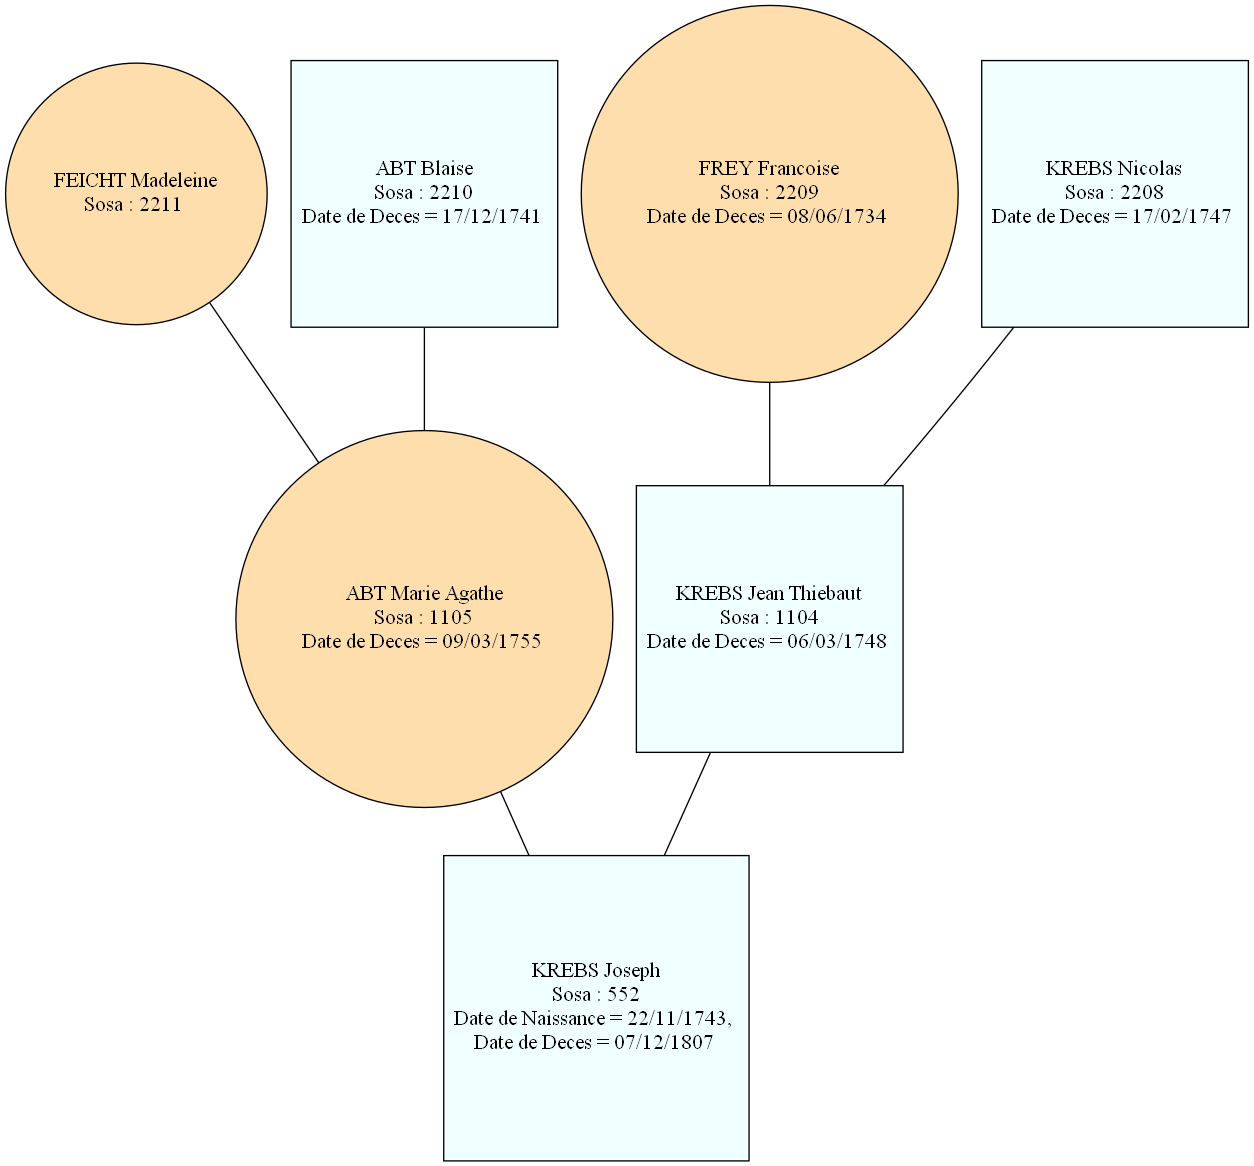 FEICHT Madeleine
Sosa : 2211
ABT Blaise
Sosa : 2210
Date de Deces = 17/12/1741
FREY Francoise
Sosa : 2209
Date de Deces = 08/06/1734
KREBS Nicolas
Sosa : 2208
Date de Deces = 17/02/1747
ABT Marie Agathe
Sosa : 1105
Date de Deces = 09/03/1755
KREBS Jean Thiebaut
Sosa : 1104
Date de Deces = 06/03/1748
KREBS Joseph
Sosa : 552
Date de Naissance = 22/11/1743,
Date de Deces = 07/12/1807